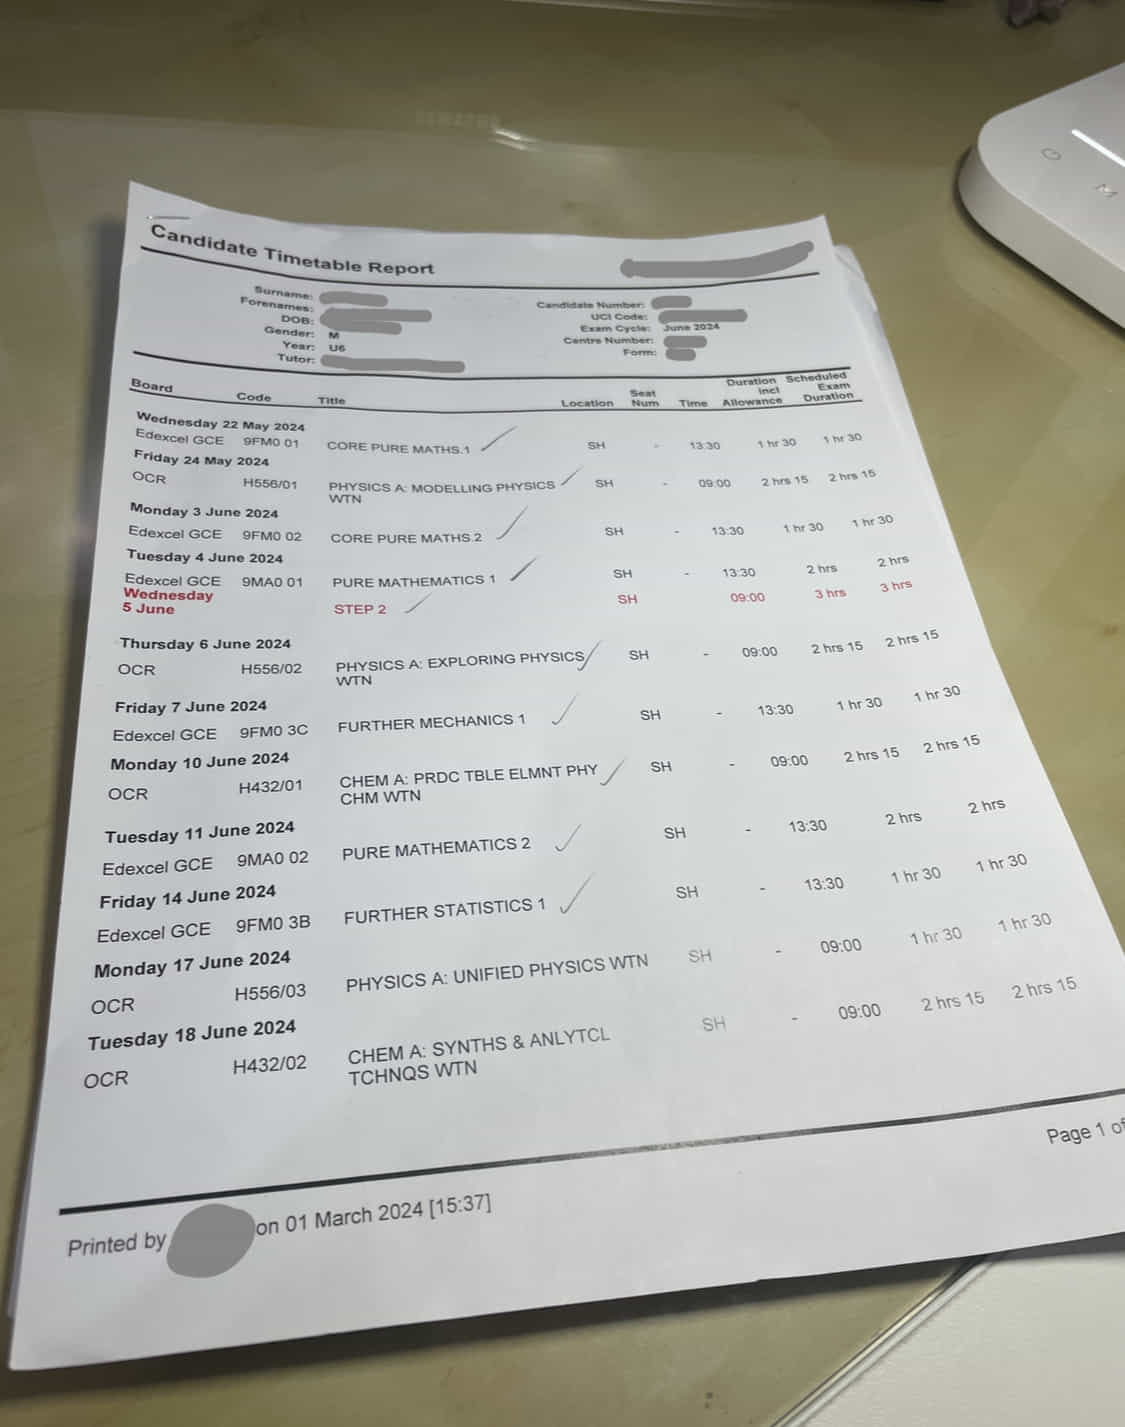 Candidate Timetable Report
Surname:
Forenames:
DOB:
Gender: M
Year: U6
Tutor:
Candidate Number:
UCI Code:
Exam Cycle: June 2024
Centre Number:
Form:
Board Code Title Location Seat Num Time Duration incl Allowance Scheduled Exam Duration
Wednesday 22 May 2024
Edexcel GCE 9FM0 01 CORE PURE MATHS.1 SH - 13:30 1 hr 30 1 hr 30
Friday 24 May 2024
OCR H556/01 PHYSICS A: MODELLING PHYSICS SH - 09:00 2 hrs 15 2 hrs 15
WTN
Monday 3 June 2024
Edexcel GCE 9FM0 02 CORE PURE MATHS.2 SH - 13:30 1 hr 30 1 hr 30
Tuesday 4 June 2024
Edexcel GCE 9MA0 01 PURE MATHEMATICS 1 SH - 13:30 2 hrs 2 hrs
Wednesday
5 June STEP 2 SH 09:00 3 hrs 3 hrs
Thursday 6 June 2024
OCR H556/02 PHYSICS A: EXPLORING PHYSICS SH - 09:00 2 hrs 15 2 hrs 15
WTN
Friday 7 June 2024
Edexcel GCE 9FM0 3C FURTHER MECHANICS 1 SH - 13:30 1 hr 30 1 hr 30
Monday 10 June 2024
OCR H432/01 CHEM A: PRDC TBLE ELMNT PHY SH - 09:00 2 hrs 15 2 hrs 15
CHM WTN
Tuesday 11 June 2024
Edexcel GCE 9MA0 02 PURE MATHEMATICS 2 SH - 13:30 2 hrs 2 hrs
Friday 14 June 2024
Edexcel GCE 9FM0 3B FURTHER STATISTICS 1 SH - 13:30 1 hr 30 1 hr 30
Monday 17 June 2024
OCR H556/03 PHYSICS A: UNIFIED PHYSICS WTN SH - 09:00 1 hr 30 1 hr 30
Tuesday 18 June 2024
OCR H432/02 CHEM A: SYNTHS & ANLYTCL SH - 09:00 2 hrs 15 2 hrs 15
TCHNQS WTN
Page 1 of
Printed by on 01 March 2024 [15:37]
G
M